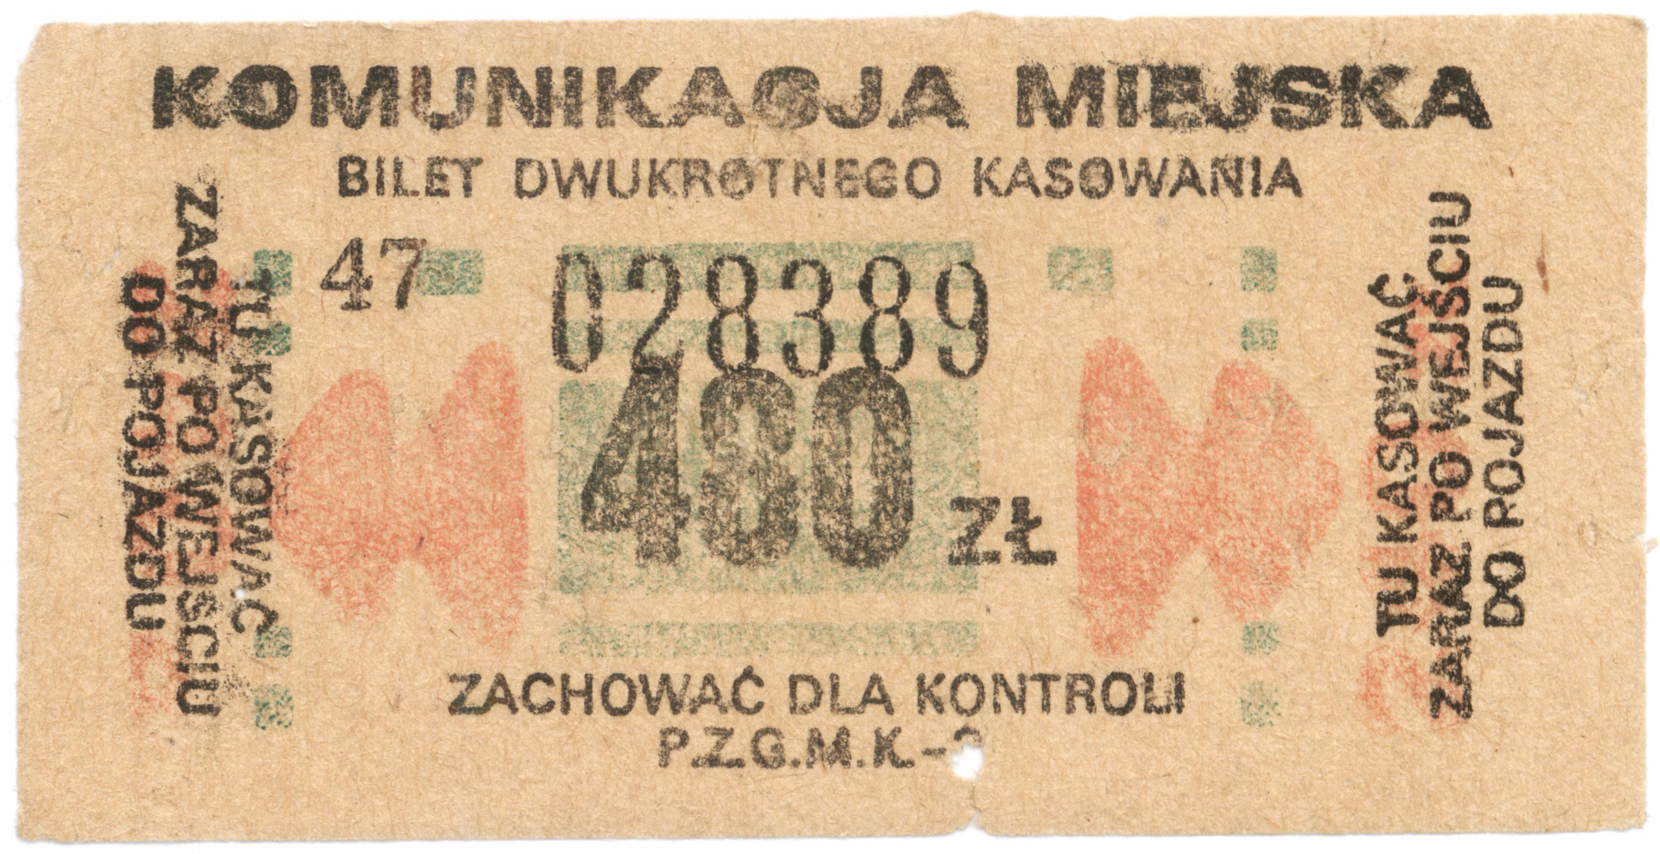 KOMUNIKACJA MIEJSKA
BILET DWUKROTNEGO KASOWANIA
47 028389
480 ZŁ
TU KASOWAĆ
ZARAZ PO WEJŚCIU
DO POJAZDU
TU KASOWAĆ
ZARAZ PO WEJŚCIU
DO POJAZDU
ZACHOWAĆ DLA KONTROLI
P.Z.G.M.K.–